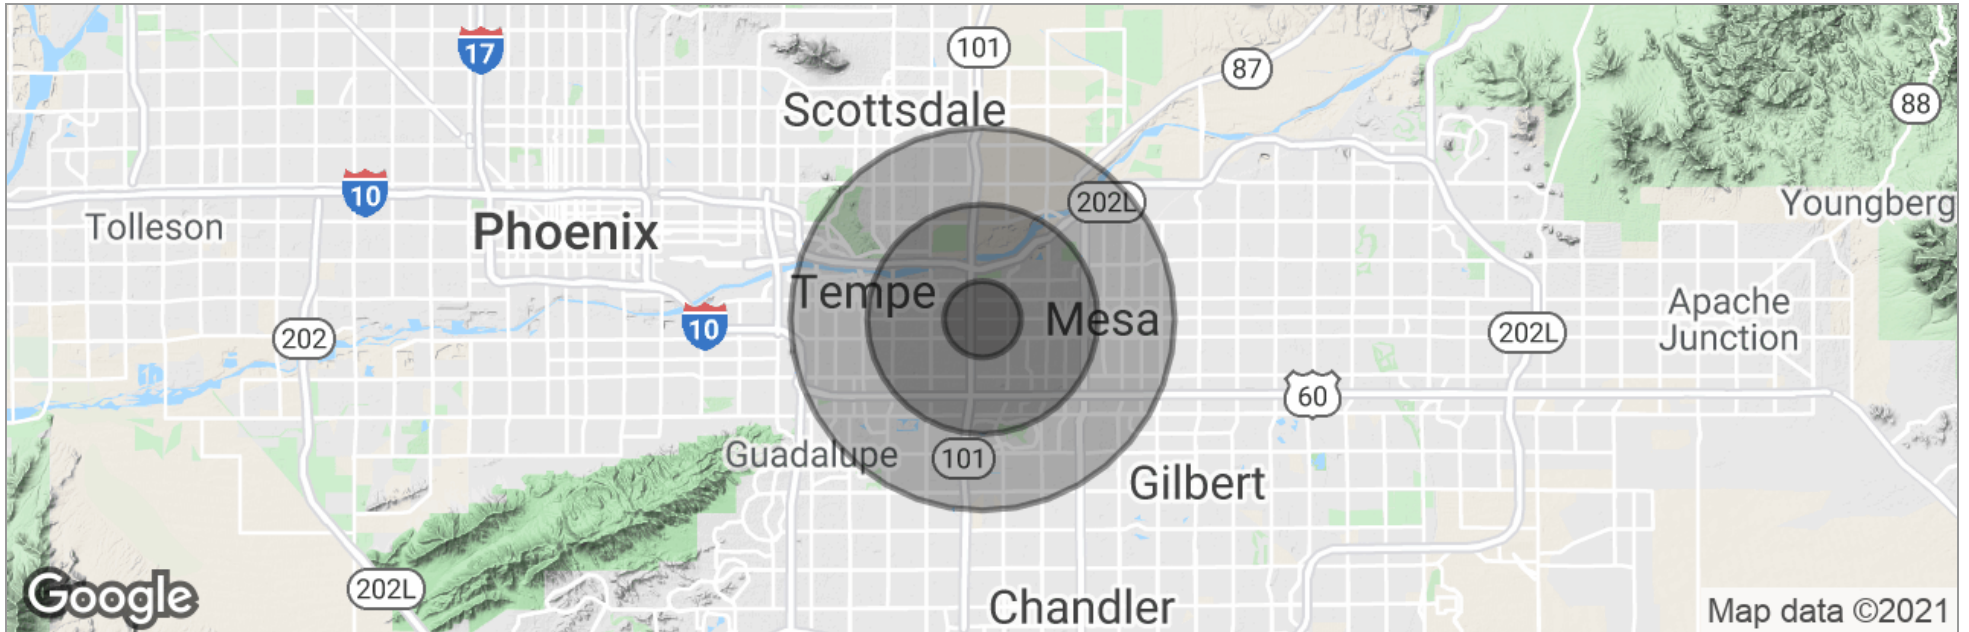 17
101
87
88
Scottsdale
10
202L
Youngberg
Tolleson
Phoenix
Tempe
Mesa
Apache
Junction
202
10
202L
60
Guadalupe
101
Gilbert
202L
Google
Chandler
Map data ©2021